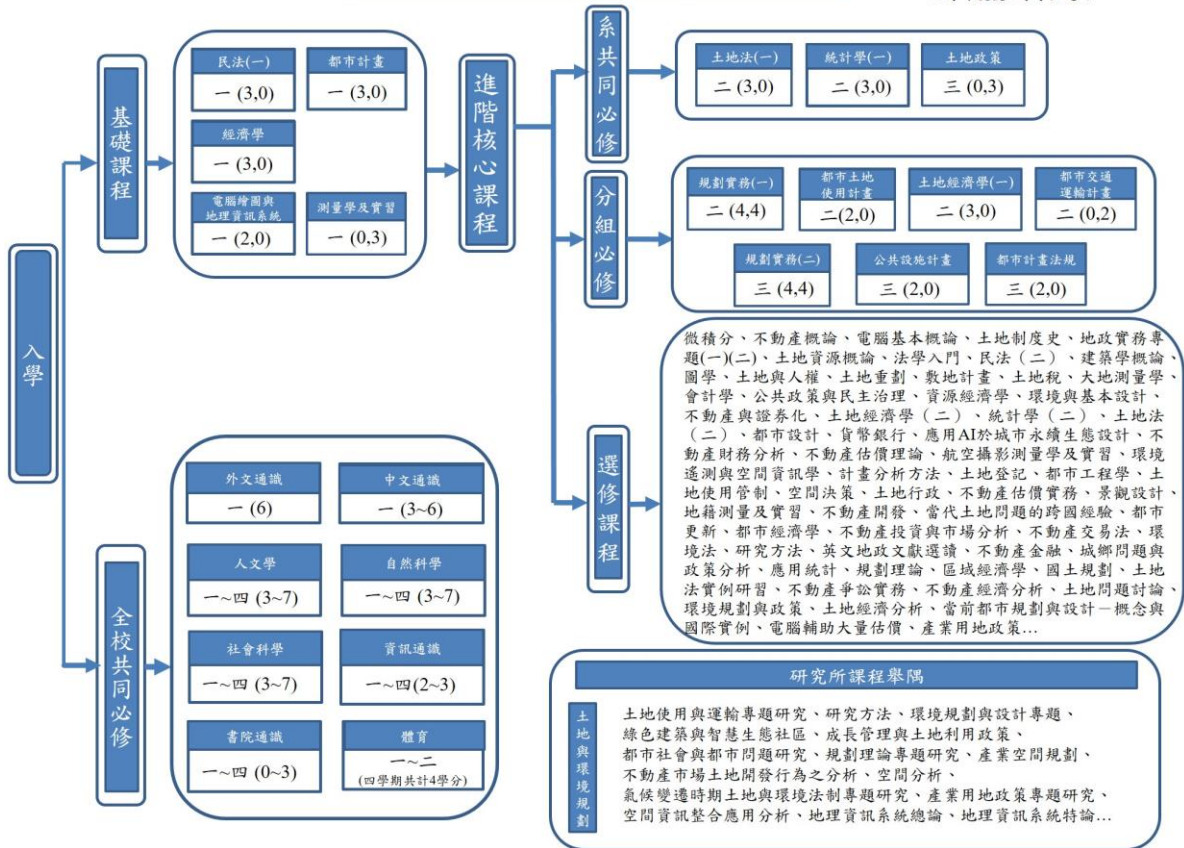 入學
基礎課程
民法(一)
一 (3,0)
都市計畫
一 (3,0)
經濟學
一 (3,0)
電腦繪圖與
地理資訊系統
一 (2,0)
測量學及實習
一 (0,3)
進階核心課程
系共同必修
土地法(一)
二 (3,0)
統計學(一)
二 (3,0)
土地政策
三 (0,3)
分組必修
規劃實務(一)
二 (4,4)
都市土地
使用計畫
二(2,0)
土地經濟學(一)
二 (3,0)
都市交通
運輸計畫
二 (0,2)
規劃實務(二)
三 (4,4)
公共設施計畫
三 (2,0)
都市計畫法規
三 (2,0)
選修課程
微積分、不動產概論、電腦基本概論、土地制度史、地政實務專
題(一)(二)、土地資源概論、法學入門、民法（二）、建築學概論、
圖學、土地與人權、土地重劃、敷地計畫、土地稅、大地測量學、
會計學、公共政策與民主治理、資源經濟學、環境與基本設計、
不動產與證券化、土地經濟學（二）、統計學（二）、土地法
（二）、都市設計、貨幣銀行、應用AI於城市永續生態設計、不
動產財務分析、不動產估價理論、航空攝影測量學及實習、環境
遙測與空間資訊學、計畫分析方法、土地登記、都市工程學、土
地使用管制、空間決策、土地行政、不動產估價實務、景觀設計、
地籍測量及實習、不動產開發、當代土地問題的跨國經驗、都市
更新、都市經濟學、不動產投資與市場分析、不動產交易法、環
境法、研究方法、英文地政文獻選讀、不動產金融、城鄉問題與
政策分析、應用統計、規劃理論、區域經濟學、國土規劃、土地
法實例研習、不動產爭訟實務、不動產經濟分析、土地問題討論、
環境規劃與政策、土地經濟分析、當前都市規劃與設計－概念與
國際實例、電腦輔助大量估價、產業用地政策…
全校共同必修
外文通識
一 (6)
中文通識
一 (3~6)
人文學
一~四 (3~7)
自然科學
一~四 (3~7)
社會科學
一~四 (3~7)
資訊通識
一~四(2~3)
書院通識
一~四 (0~3)
體育
一~二
(四學期共計4學分)
研究所課程舉隅
土地與環境規劃
土地使用與運輸專題研究、研究方法、環境規劃與設計專題、
綠色建築與智慧生態社區、成長管理與土地利用政策、
都市社會與都市問題研究、規劃理論專題研究、產業空間規劃、
不動產市場土地開發行為之分析、空間分析、
氣候變遷時期土地與環境法制專題研究、產業用地政策專題研究、
空間資訊整合應用分析、地理資訊系統總論、地理資訊系統特論…